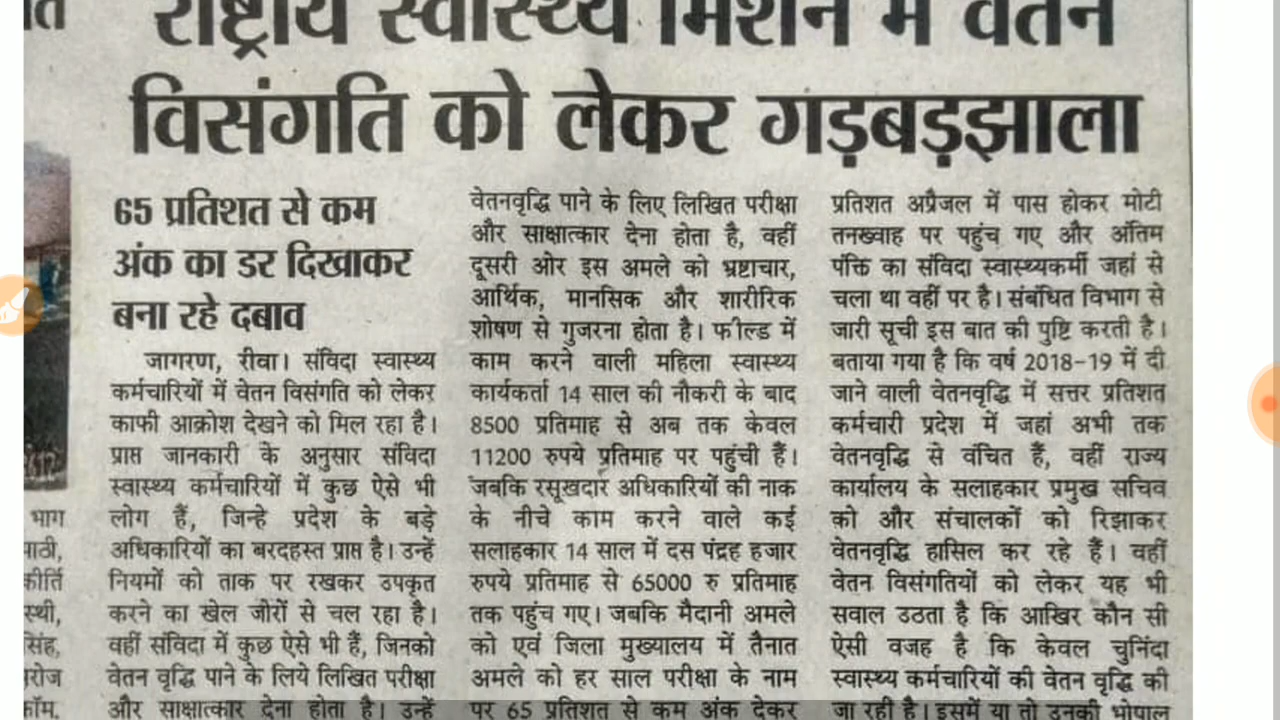 राष्ट्रीय स्वास्थ्य मिशन में वेतन
विसंगति को लेकर गड़बड़झाला
65 प्रतिशत से कम
अंक का डर दिखाकर
बना रहे दबाव
जागरण, रीवा। संविदा स्वास्थ्य
कर्मचारियों में वेतन विसंगति को लेकर
काफी आक्रोश देखने को मिल रहा है।
प्राप्त जानकारी के अनुसार संविदा
स्वास्थ्य कर्मचारियों में कुछ ऐसे भी
लोग हैं, जिन्हे प्रदेश के बड़े
अधिकारियों का बरदहस्त प्राप्त है। उन्हें
नियमों को ताक पर रखकर उपकृत
करने का खेल जोरों से चल रहा है।
वहीं संविदा में कुछ ऐसे भी हैं, जिनको
वेतन वृद्धि पाने के लिये लिखित परीक्षा
और साक्षात्कार देना होता है। उन्हें
वेतनवृद्धि पाने के लिए लिखित परीक्षा
और साक्षात्कार देना होता है, वहीं
दूसरी ओर इस अमले को भ्रष्टाचार,
आर्थिक, मानसिक और शारीरिक
शोषण से गुजरना होता है। फील्ड में
काम करने वाली महिला स्वास्थ्य
कार्यकर्ता 14 साल की नौकरी के बाद
8500 प्रतिमाह से अब तक केवल
11200 रुपये प्रतिमाह पर पहुंची हैं।
जबकि रसूखदार अधिकारियों की नाक
के नीचे काम करने वाले कई
सलाहकार 14 साल में दस पंद्रह हजार
रुपये प्रतिमाह से 65000 रु प्रतिमाह
तक पहुंच गए। जबकि मैदानी अमले
को एवं जिला मुख्यालय में तैनात
अमले को हर साल परीक्षा के नाम
पर 65 प्रतिशत से कम अंक देकर
प्रतिशत अप्रैजल में पास होकर मोटी
तनख्वाह पर पहुंच गए और अंतिम
पंक्ति का संविदा स्वास्थ्यकर्मी जहां से
चला था वहीं पर है। संबंधित विभाग से
जारी सूची इस बात की पुष्टि करती है।
बताया गया है कि वर्ष 2018-19 में दी
जाने वाली वेतनवृद्धि में सत्तर प्रतिशत
कर्मचारी प्रदेश में जहां अभी तक
वेतनवृद्धि से वंचित हैं, वहीं राज्य
कार्यालय के सलाहकार प्रमुख सचिव
को और संचालकों को रिझाकर
वेतनवृद्धि हासिल कर रहे हैं। वहीं
वेतन विसंगतियों को लेकर यह भी
सवाल उठता है कि आखिर कौन सी
ऐसी वजह है कि केवल चुनिंदा
स्वास्थ्य कर्मचारियों की वेतन वृद्धि की
जा रही है। इसमें या तो उनकी भोपाल
भाग